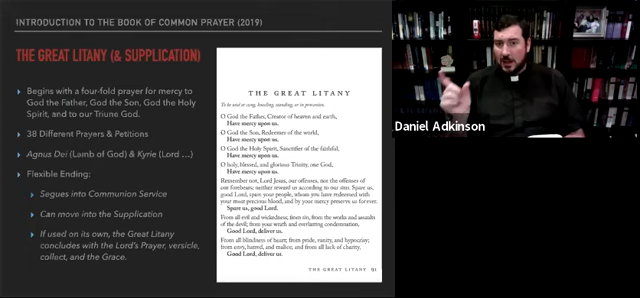 INTRODUCTION TO THE BOOK OF COMMON PRAYER (2019)
THE GREAT LITANY (& SUPPLICATION)
Begins with a four-fold prayer for mercy to
God the Father, God the Son, God the Holy
Spirit, and to our Triune God.
38 Different Prayers & Petitions
Agnus Dei (Lamb of God) & Kyrie (Lord ...)
Flexible Ending:
Segues into Communion Service
Can move into the Supplication
If used on its own, the Great Litany
concludes with the Lord's Prayer, versicle,
collect, and the Grace.
THE GREAT LITANY
To be said or sung, kneeling, standing, or in procession.
O God the Father, Creator of heaven and earth,
Have mercy upon us.
O God the Son, Redeemer of the world,
Have mercy upon us.
O God the Holy Spirit, Sanctifier of the faithful,
Have mercy upon us.
O holy, blessed, and glorious Trinity, one God,
Have mercy upon us.
Remember not, Lord Jesus, our offenses, nor the offenses of
our forebears; neither reward us according to our sins. Spare us,
good Lord, spare your people, whom you have redeemed with
your most precious blood, and by your mercy preserve us forever.
Spare us, good Lord.
From all evil and wickedness; from sin; from the works and assaults
of the devil; from your wrath and everlasting condemnation,
Good Lord, deliver us.
From all blindness of heart; from pride, vanity, and hypocrisy;
from envy, hatred, and malice; and from all lack of charity,
Good Lord, deliver us.
THE GREAT LITANY 91
Daniel Adkinson